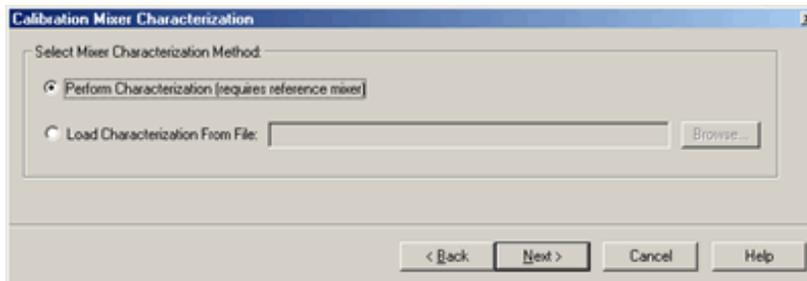 Calibration Mixer Characterization
Select Mixer Characterization Method:
Perform Characterization (requires reference mixer)
Load Characterization From File:
Browse...
< Back
Next >
Cancel
Help